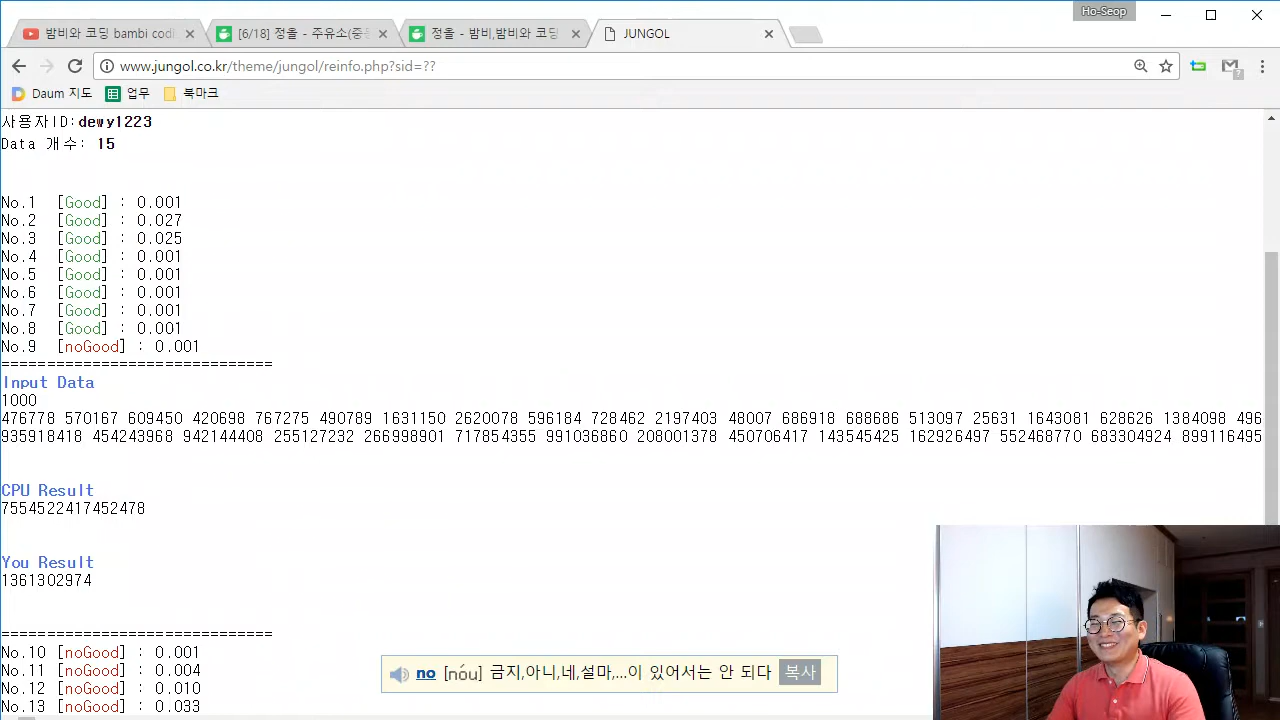 Ho-Seop
밤비와 코딩 bambi codi
[6/18] 정올 - 주유소(중등
정올 - 밤비,밤비와 코딩
JUNGOL
www.jungol.co.kr/theme/jungol/reinfo.php?sid=??
Daum 지도 업무 북마크
사용자ID:dewy1223
Data 개수: 15
No.1 [Good] : 0.001
No.2 [Good] : 0.027
No.3 [Good] : 0.025
No.4 [Good] : 0.001
No.5 [Good] : 0.001
No.6 [Good] : 0.001
No.7 [Good] : 0.001
No.8 [Good] : 0.001
No.9 [noGood] : 0.001
==============================
Input Data
1000
476778 570167 609450 420698 767275 490789 1631150 2620078 596184 728462 2197403 48007 686918 688686 513097 25631 1643081 628626 1384098 496
935918418 454243968 942144408 255127232 266998901 717854355 991036860 208001378 450706417 143545425 162926497 552468770 683304924 899116495
CPU Result
7554522417452478
You Result
1361302974
==============================
No.10 [noGood] : 0.001
No.11 [noGood] : 0.004
No.12 [noGood] : 0.010
No.13 [noGood] : 0.033
no [nóu] 금지,아니,네,설마,...이 있어서는 안 되다 복사